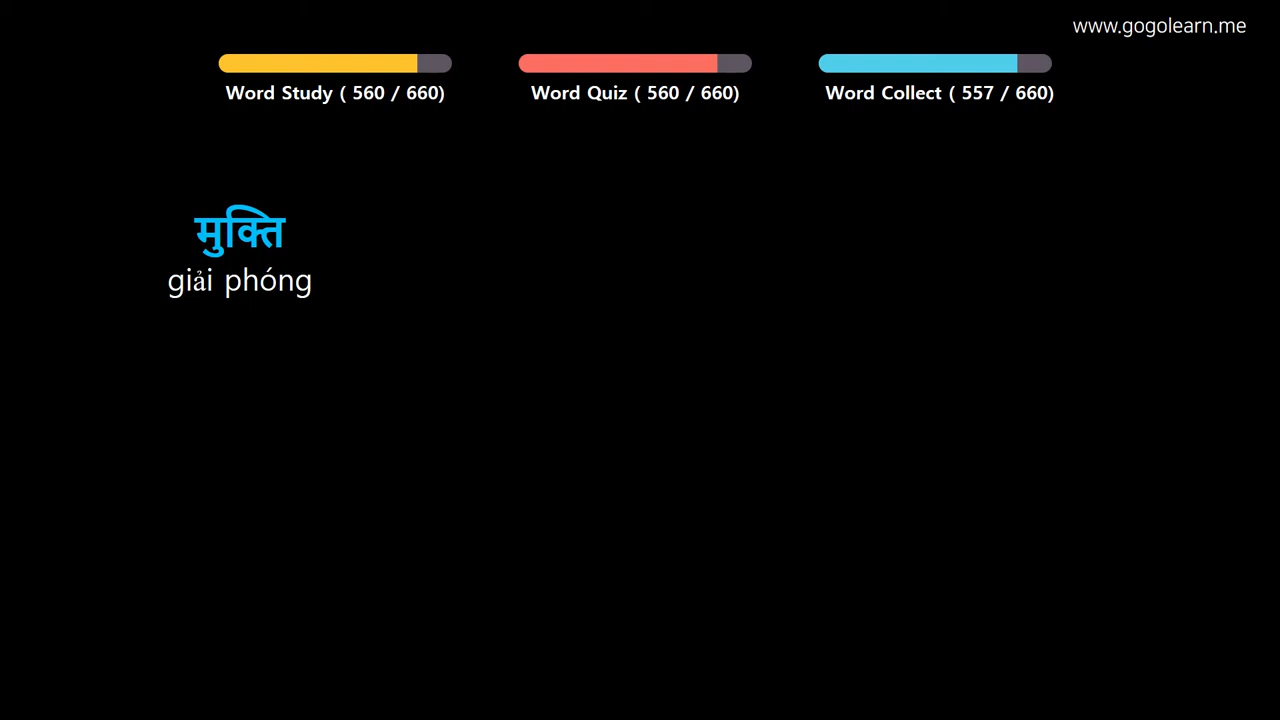 www.gogolearn.me
Word Study ( 560 / 660)
Word Quiz ( 560 / 660)
Word Collect ( 557 / 660)
मुक्ति
giải phóng